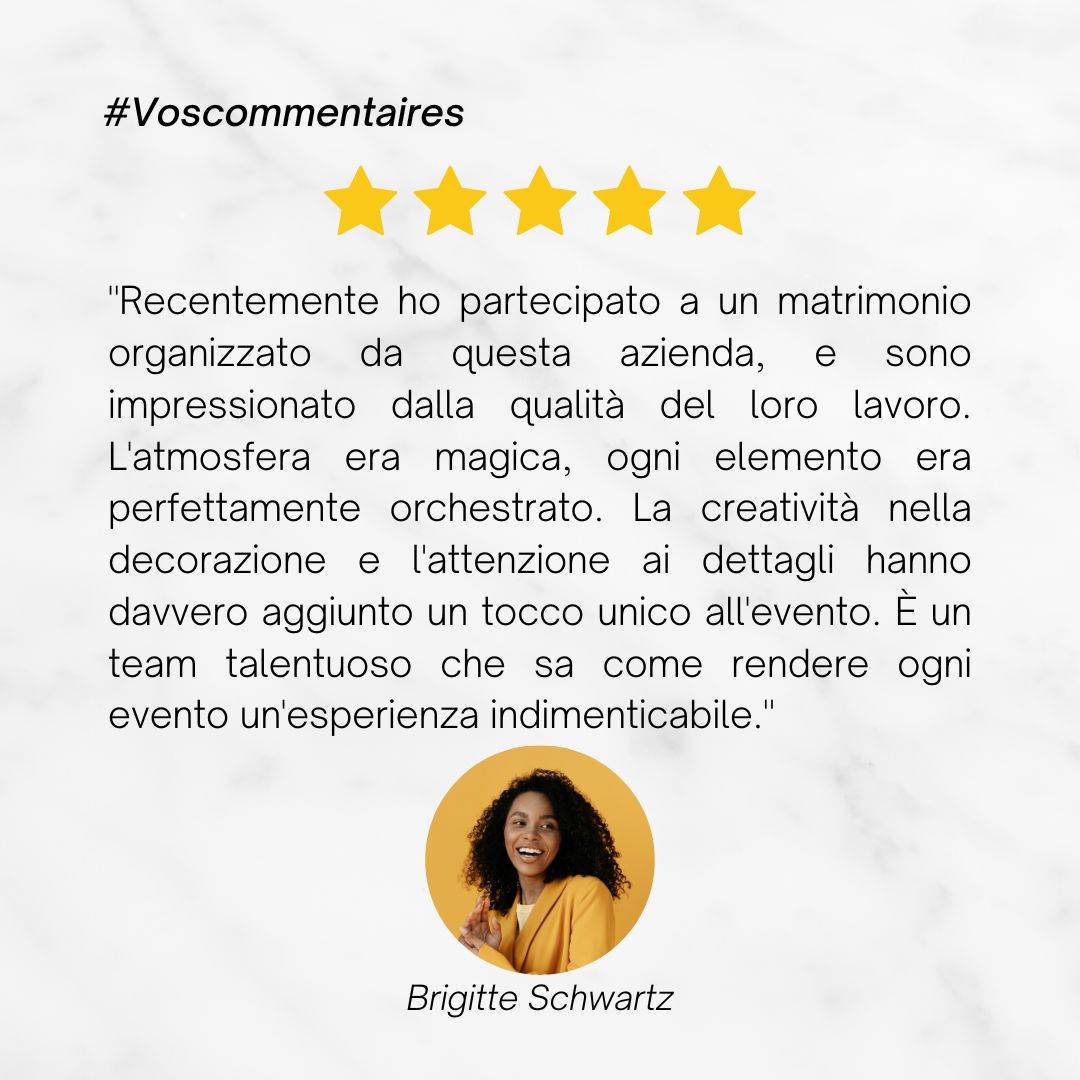 #Voscommentaires
"Recentemente ho partecipato a un matrimonio
organizzato da questa azienda, e sono
impressionato dalla qualità del loro lavoro.
L'atmosfera era magica, ogni elemento era
perfettamente orchestrato. La creatività nella
decorazione e l'attenzione ai dettagli hanno
davvero aggiunto un tocco unico all'evento. È un
team talentuoso che sa come rendere ogni
evento un'esperienza indimenticabile."
Brigitte Schwartz